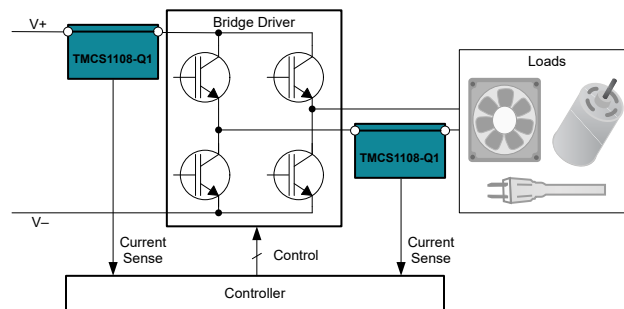 V+
Bridge Driver
TMCS1108-Q1
Loads
TMCS1108-Q1
V–
Current
Sense
Control
Current
Sense
Controller